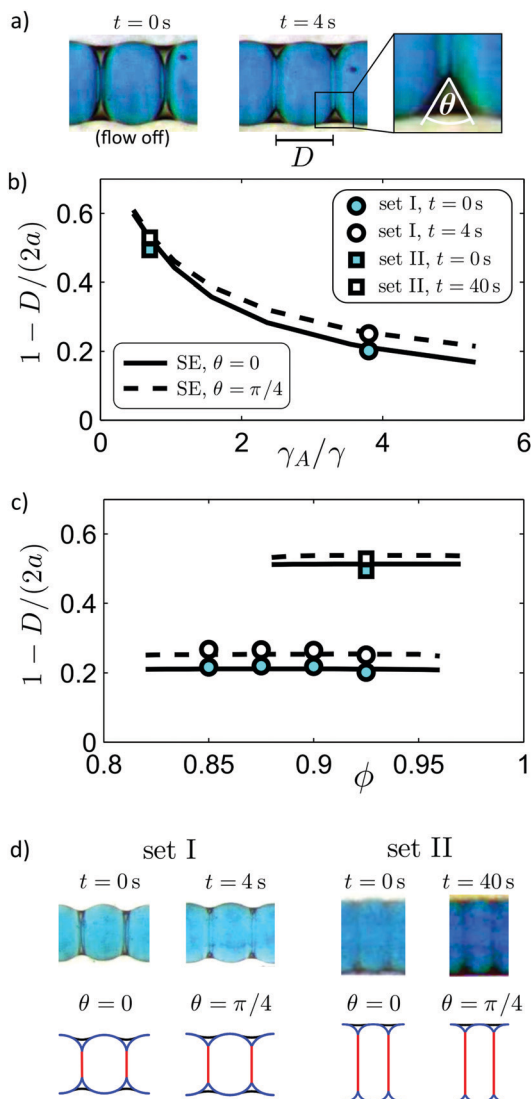 a)
t = 0 s
t = 4 s
θ
(flow off)
D
b)
1 − D/(2a)
0.6
0.4
0.2
0
set I, t = 0 s
set I, t = 4 s
set II, t = 0 s
set II, t = 40 s
SE, θ = 0
SE, θ = π/4
0
2
4
6
γ_A/γ
c)
1 − D/(2a)
0.6
0.4
0.2
0
0.8
0.85
0.9
0.95
1
ϕ
d)
set I
set II
t = 0 s
t = 4 s
t = 0 s
t = 40 s
θ = 0
θ = π/4
θ = 0
θ = π/4